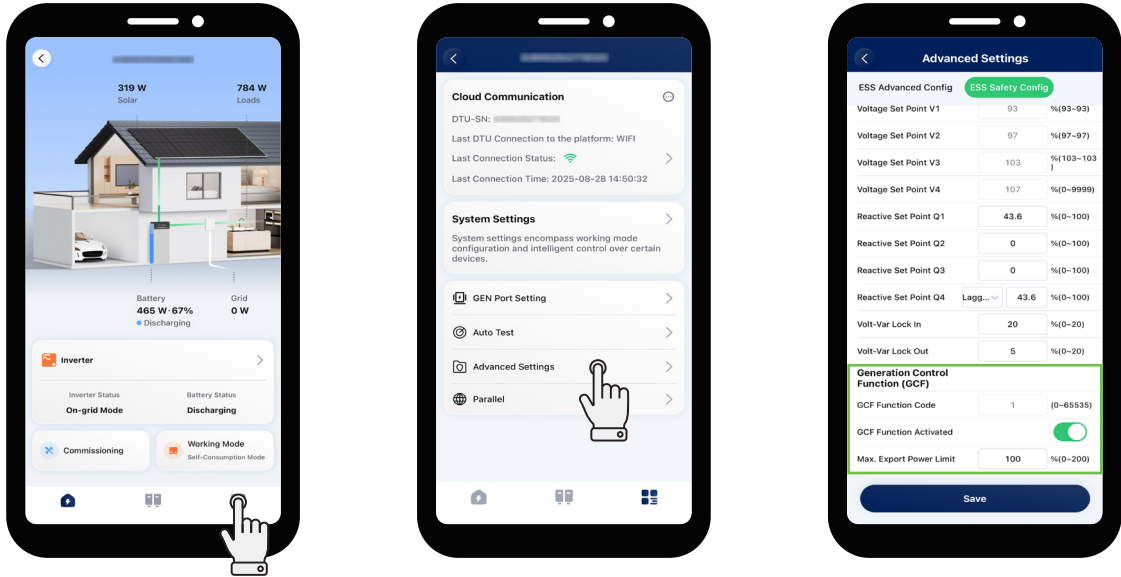 319 W
Solar
784 W
Loads
Battery
465 W·67%
Discharging
Grid
0 W
Inverter
Inverter Status
On-grid Mode
Battery Status
Discharging
Commissioning
Working Mode
Self-Consumption Mode
Cloud Communication
DTU-SN:
Last DTU Connection to the platform: WIFI
Last Connection Status:
Last Connection Time: 2025-08-28 14:50:32
System Settings
System settings encompass working mode
configuration and intelligent control over certain
devices.
GEN Port Setting
Auto Test
Advanced Settings
Parallel
Advanced Settings
ESS Advanced Config ESS Safety Config
Voltage Set Point V1 93 %(93~93)
Voltage Set Point V2 97 %(97~97)
Voltage Set Point V3 103 %(103~103
)
Voltage Set Point V4 107 %(0~9999)
Reactive Set Point Q1 43.6 %(0~100)
Reactive Set Point Q2 0 %(0~100)
Reactive Set Point Q3 0 %(0~100)
Reactive Set Point Q4 Lagg... 43.6 %(0~100)
Volt-Var Lock In 20 %(0~20)
Volt-Var Lock Out 5 %(0~20)
Generation Control
Function (GCF)
GCF Function Code 1 (0~65535)
GCF Function Activated
Max. Export Power Limit 100 %(0~200)
Save